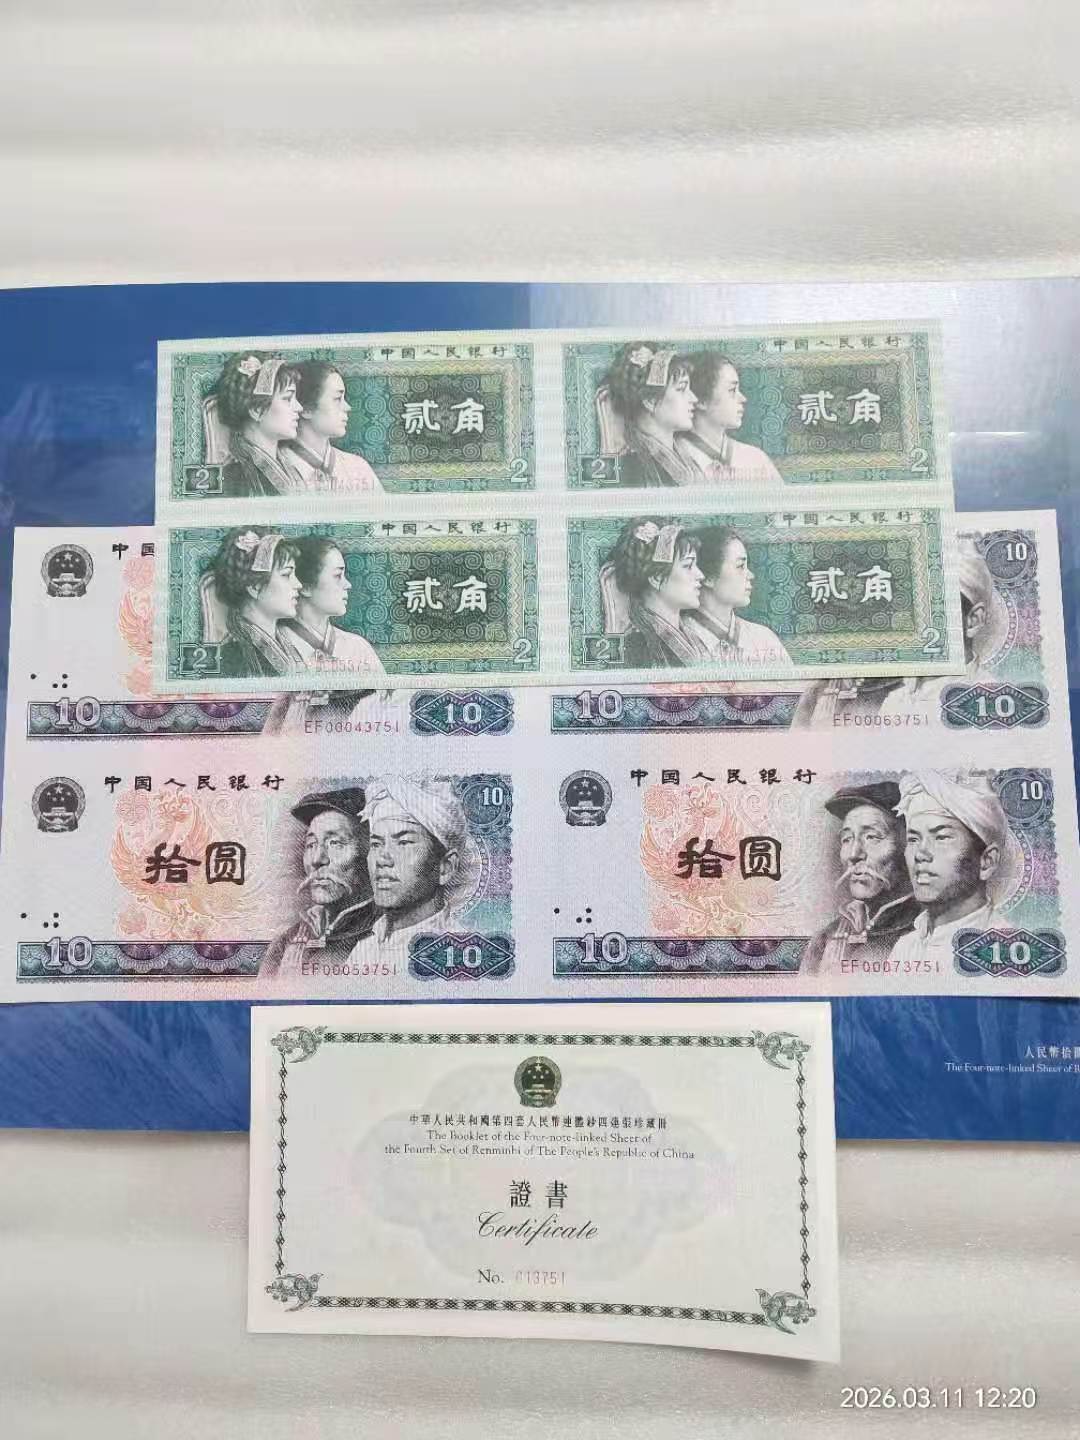 中国人民银行
贰角
2
2
EF00043751
中国人民银行
贰角
2
2
中国人民银行
贰角
2
2
中国人民银行
贰角
2
2
中国
10
EF00043751
10
10
10
EF00063751
10
中国人民银行
10
拾圆
10
EF00053751
10
中国人民银行
10
拾圆
10
EF00073751
10
人民幣拾
The Four-note-linked Sheet of R
中華人民共和國第四套人民幣連體鈔四連張珍藏冊
The Booklet of the Four-note-linked Sheet of
the Fourth Set of Renminbi of The People's Republic of China
證書
Certificate
No. 013751
2026.03.11 12:20